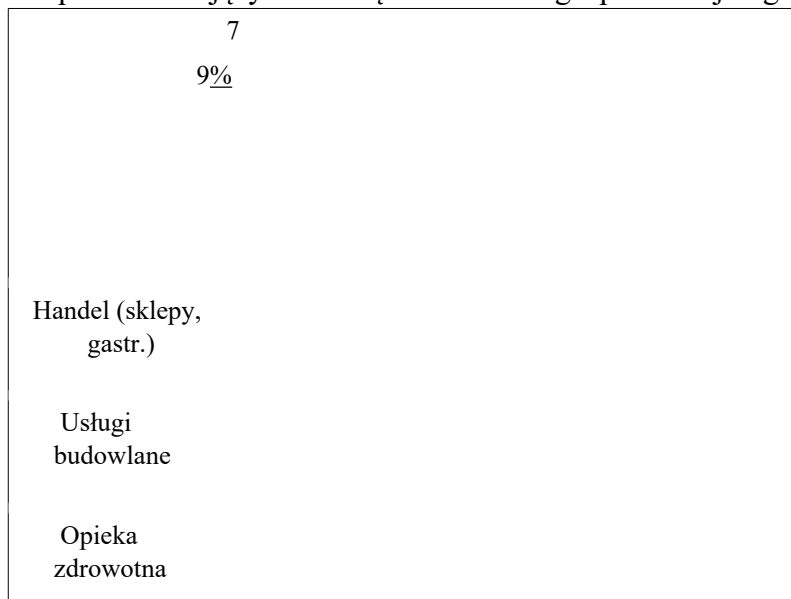 7
9%
Handel (sklepy,
gastr.)
Usługi
budowlane
Opieka
zdrowotna